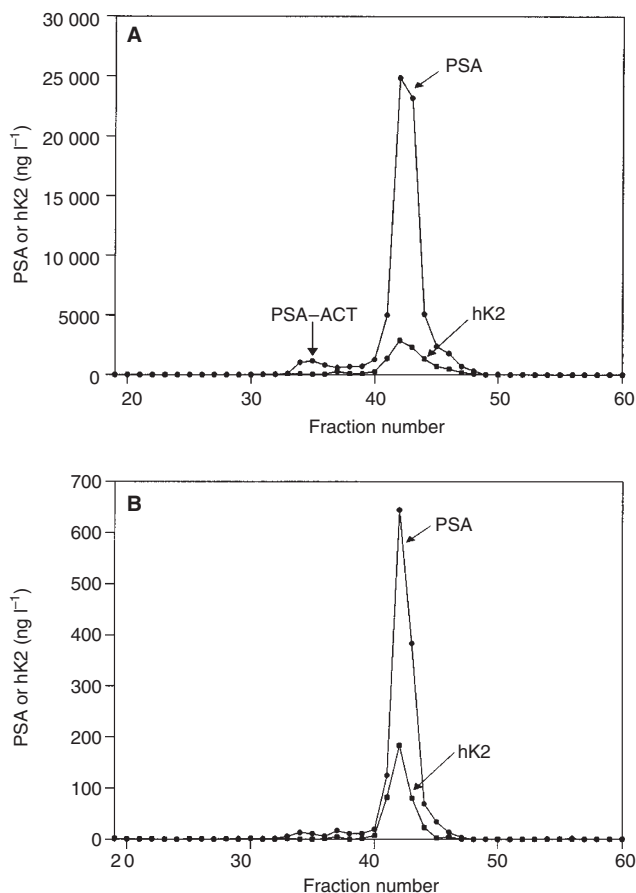 A
PSA or hK2 (ng l⁻¹)
30 000
25 000
20 000
15 000
10 000
5000
0
PSA
PSA–ACT
hK2
20 30 40 50 60
Fraction number
B
PSA or hK2 (ng l⁻¹)
700
600
500
400
300
200
100
0
PSA
hK2
20 30 40 50 60
Fraction number